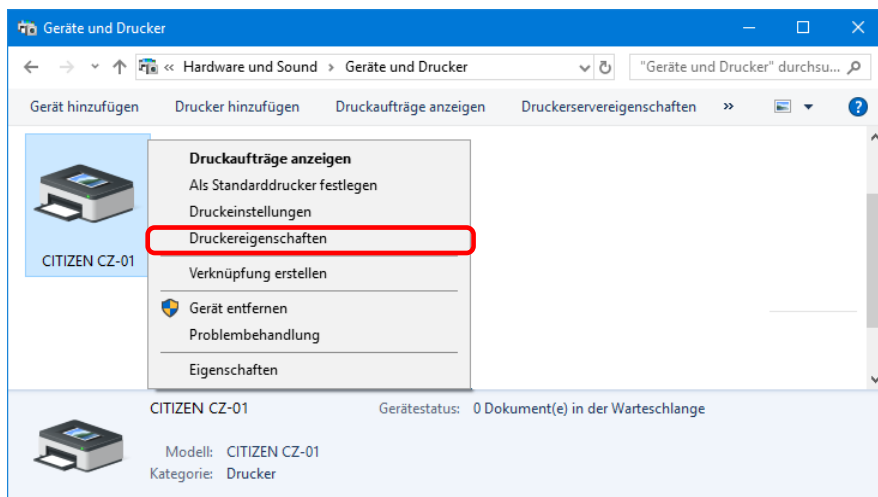 Geräte und Drucker
« Hardware und Sound > Geräte und Drucker
"Geräte und Drucker" durchsu...
Gerät hinzufügen Drucker hinzufügen Druckaufträge anzeigen Druckerservereigenschaften »
Druckaufträge anzeigen
Als Standarddrucker festlegen
Druckeinstellungen
Druckereigenschaften
Verknüpfung erstellen
Gerät entfernen
Problembehandlung
Eigenschaften
CITIZEN CZ-01
CITIZEN CZ-01 Gerätestatus: 0 Dokument(e) in der Warteschlange
Modell: CITIZEN CZ-01
Kategorie: Drucker